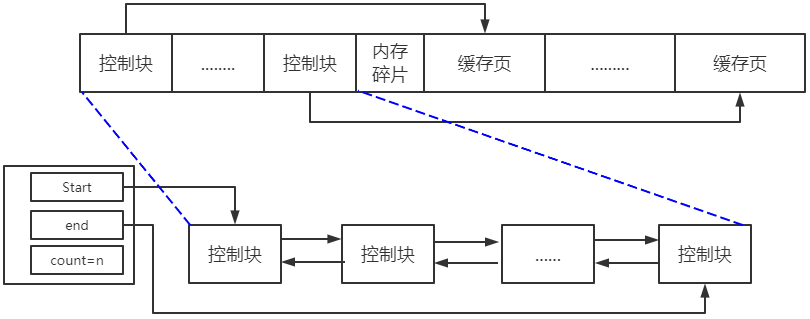 控制块
........
控制块
内存
碎片
缓存页
.........
缓存页
Start
end
count=n
控制块
控制块
......
控制块